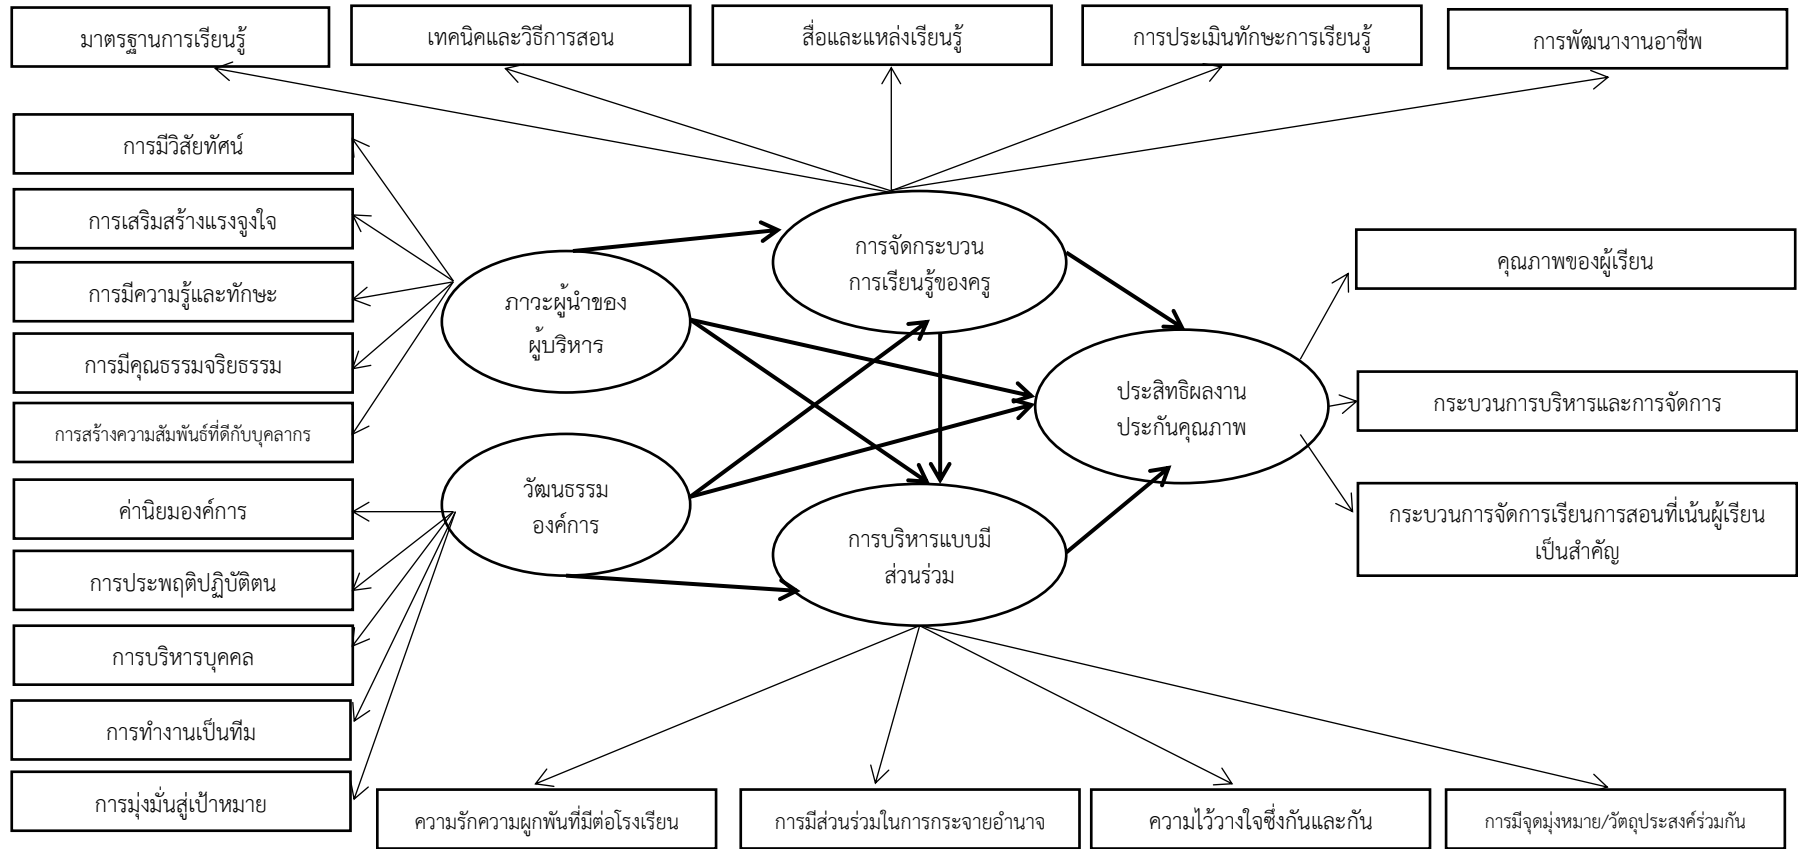 มาตรฐานการเรียนรู้
เทคนิคและวิธีการสอน
สื่อและแหล่งเรียนรู้
การประเมินทักษะการเรียนรู้
การพัฒนางานอาชีพ
การมีวิสัยทัศน์
การเสริมสร้างแรงจูงใจ
การมีความรู้และทักษะ
การมีคุณธรรมจริยธรรม
การสร้างความสัมพันธ์ที่ดีกับบุคลากร
ค่านิยมองค์การ
การประพฤติปฏิบัติตน
การบริหารบุคคล
การทำงานเป็นทีม
การมุ่งมั่นสู่เป้าหมาย
ภาวะผู้นำของ
ผู้บริหาร
วัฒนธรรม
องค์การ
การจัดกระบวน
การเรียนรู้ของครู
การบริหารแบบมี
ส่วนร่วม
ประสิทธิผลงาน
ประกันคุณภาพ
คุณภาพของผู้เรียน
กระบวนการบริหารและการจัดการ
กระบวนการจัดการเรียนการสอนที่เน้นผู้เรียน
เป็นสำคัญ
ความรักความผูกพันที่มีต่อโรงเรียน
การมีส่วนร่วมในการกระจายอำนาจ
ความไว้วางใจซึ่งกันและกัน
การมีจุดมุ่งหมาย/วัตถุประสงค์ร่วมกัน